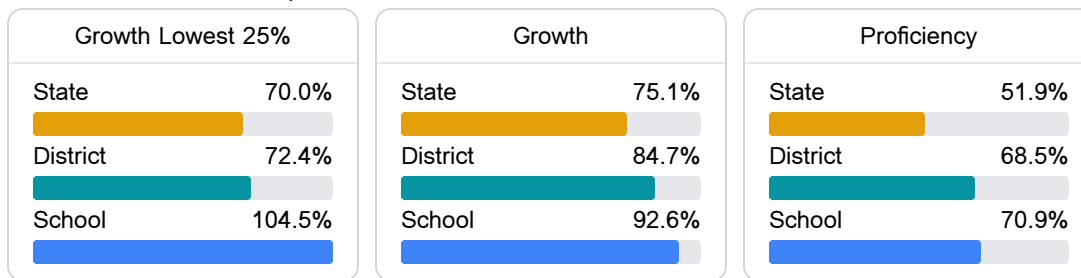 Growth Lowest 25%
State 70.0%
District 72.4%
School 104.5%
Growth
State 75.1%
District 84.7%
School 92.6%
Proficiency
State 51.9%
District 68.5%
School 70.9%